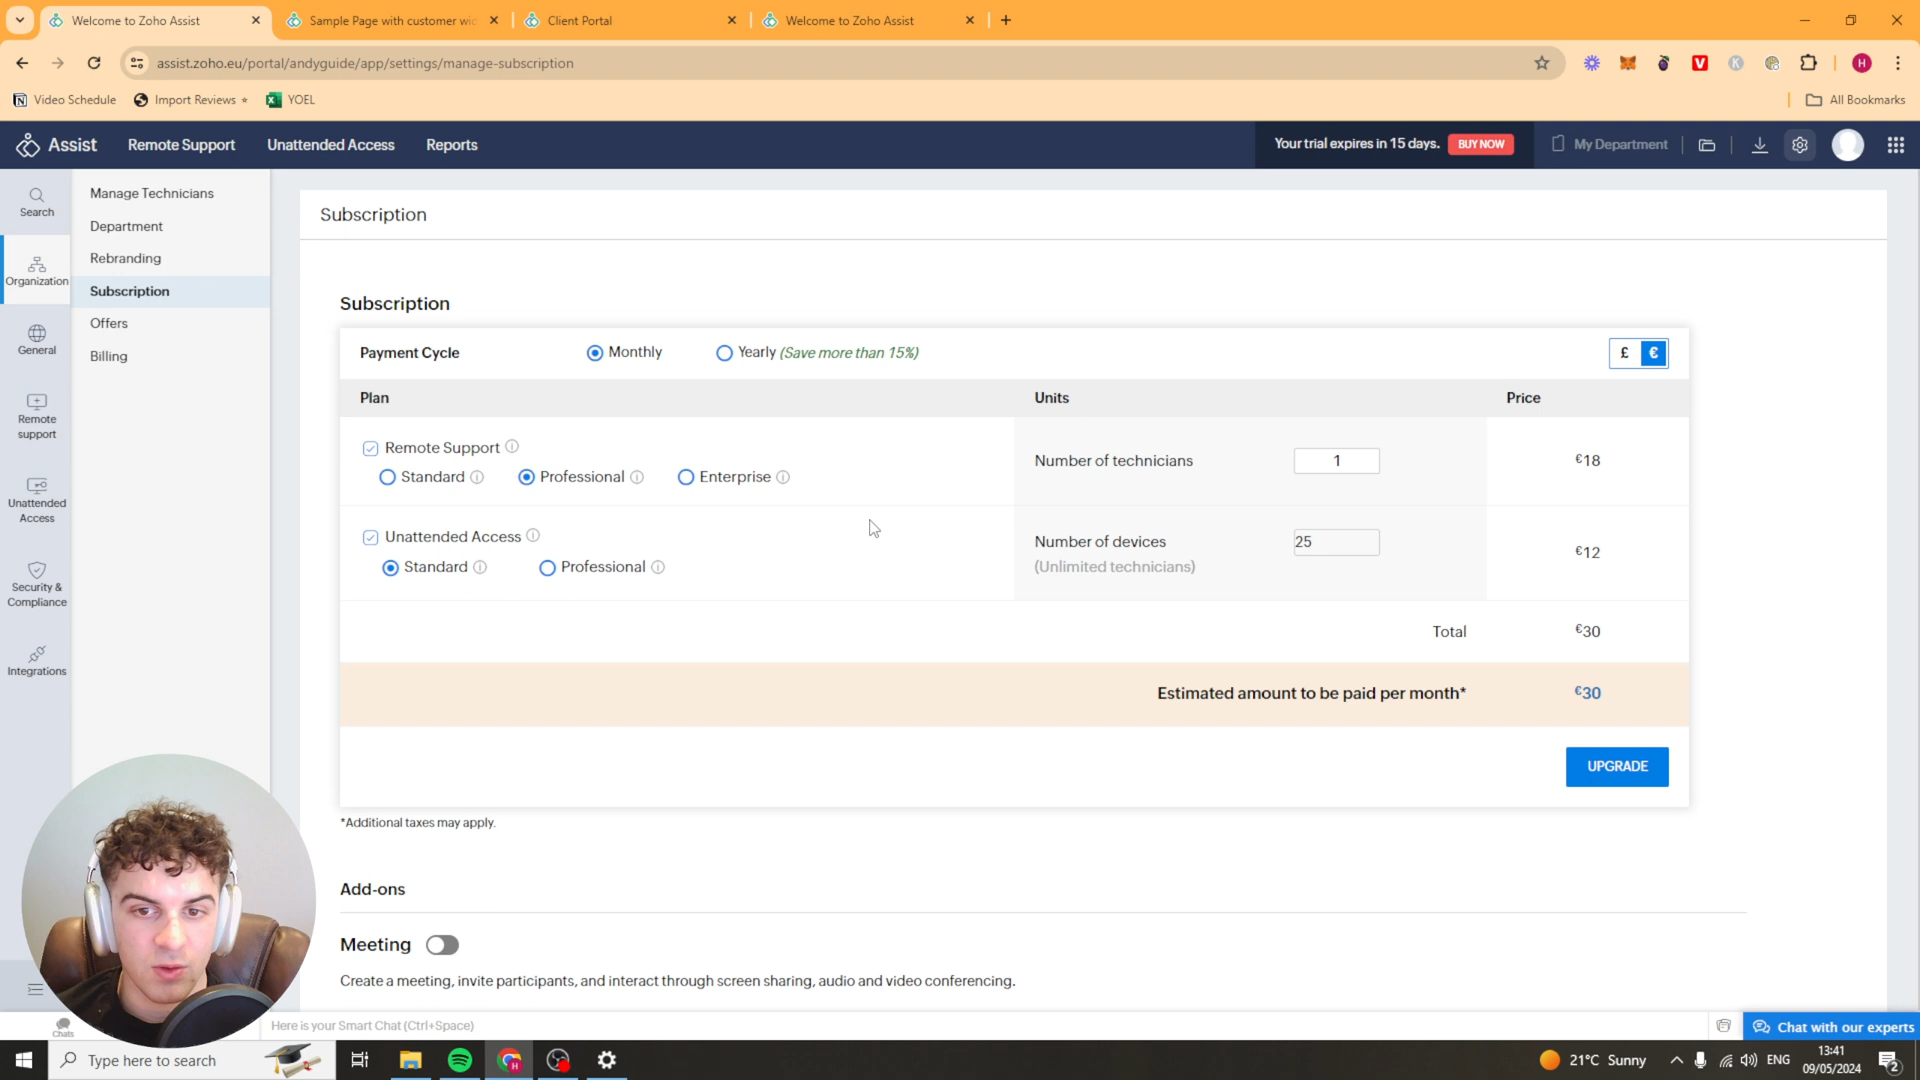 Welcome to Zoho Assist
Sample Page with customer wi
Client Portal
Welcome to Zoho Assist
assist.zoho.eu/portal/andyguide/app/settings/manage-subscription
H
Video Schedule
Import Reviews
YOEL
All Bookmarks
Assist
Remote Support
Unattended Access
Reports
Your trial expires in 15 days.
BUY NOW
My Department
Search
Organization
General
Remote support
Unattended Access
Security & Compliance
Integrations
Manage Technicians
Department
Rebranding
Subscription
Offers
Billing
Subscription
Subscription
Payment Cycle
Monthly
Yearly (Save more than 15%)
£ €
Plan
Units
Price
Remote Support
Standard
Professional
Enterprise
Number of technicians
1
€18
Unattended Access
Standard
Professional
Number of devices
(Unlimited technicians)
25
€12
Total
€30
Estimated amount to be paid per month*
€30
UPGRADE
*Additional taxes may apply.
Add-ons
Meeting
Create a meeting, invite participants, and interact through screen sharing, audio and video conferencing.
Chats
Here is your Smart Chat (Ctrl+Space)
Chat with our experts
Type here to search
21°C Sunny
ENG
13:41
09/05/2024
2